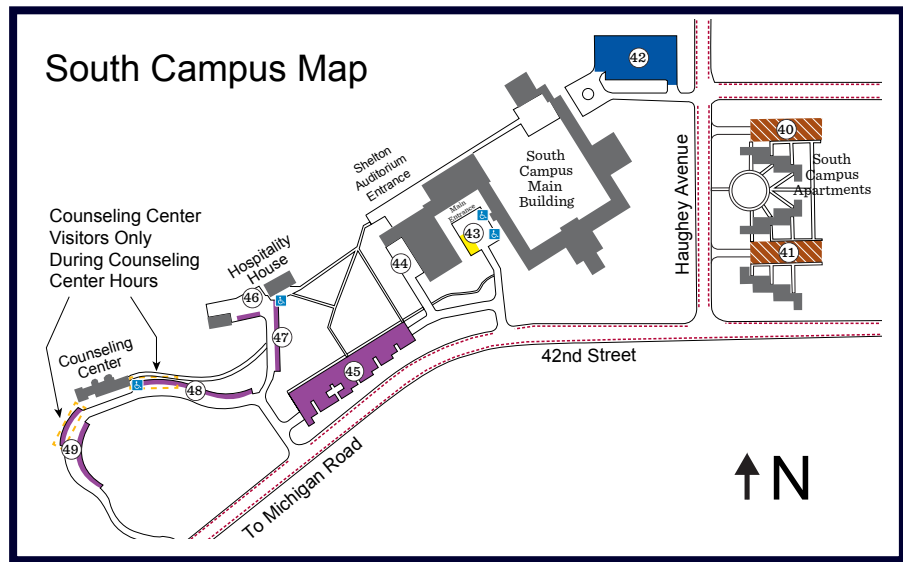 South Campus Map
42
40
South
Campus
Apartments
41
Haughey Avenue
Shelton
Auditorium
Entrance
South
Campus
Main
Building
Main
Entrance
43
44
Counseling Center
Visitors Only
During Counseling
Center Hours
Hospitality
House
46
47
45
42nd Street
Counseling
Center
48
49
To Michigan Road
N